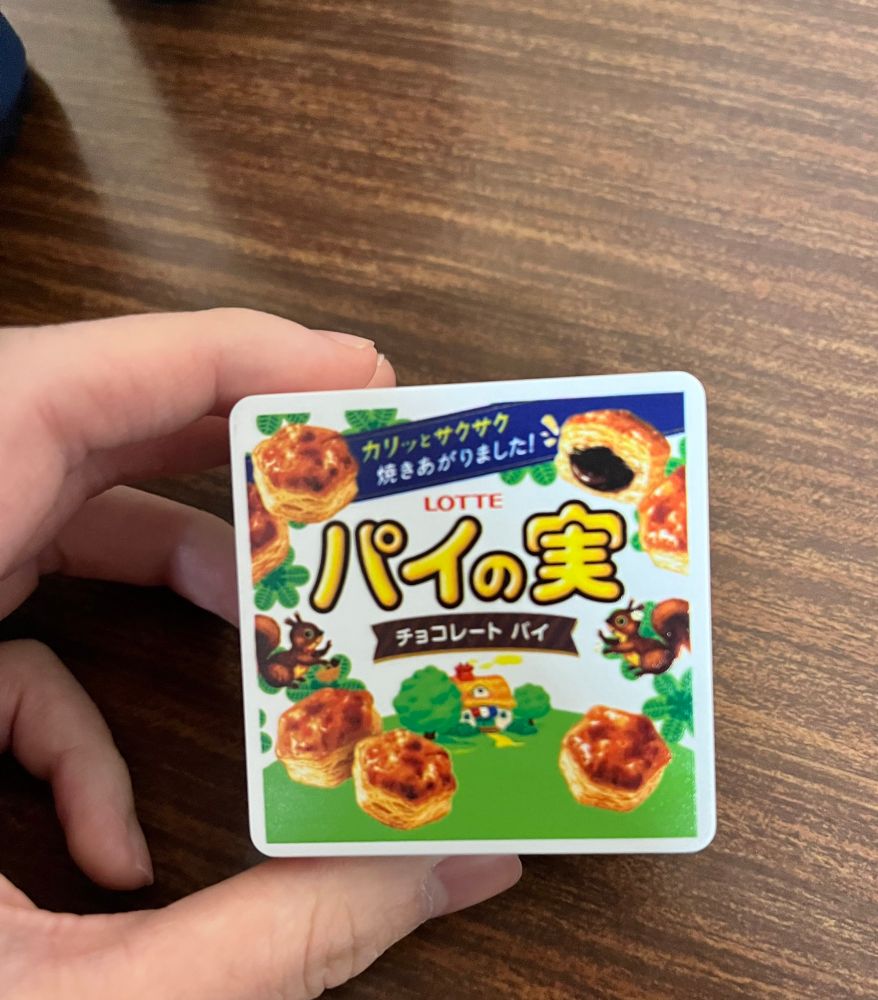 カリッとサクサク
焼きあがりました!
LOTTE
パイの実
チョコレート パイ